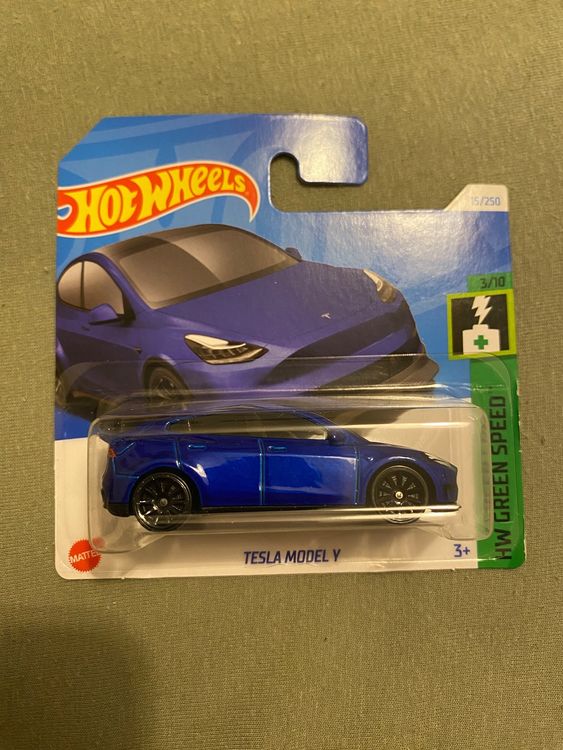 HOT WHEELS
15/250
3/10
HW GREEN SPEED
MATTEL
TESLA MODEL Y
3+